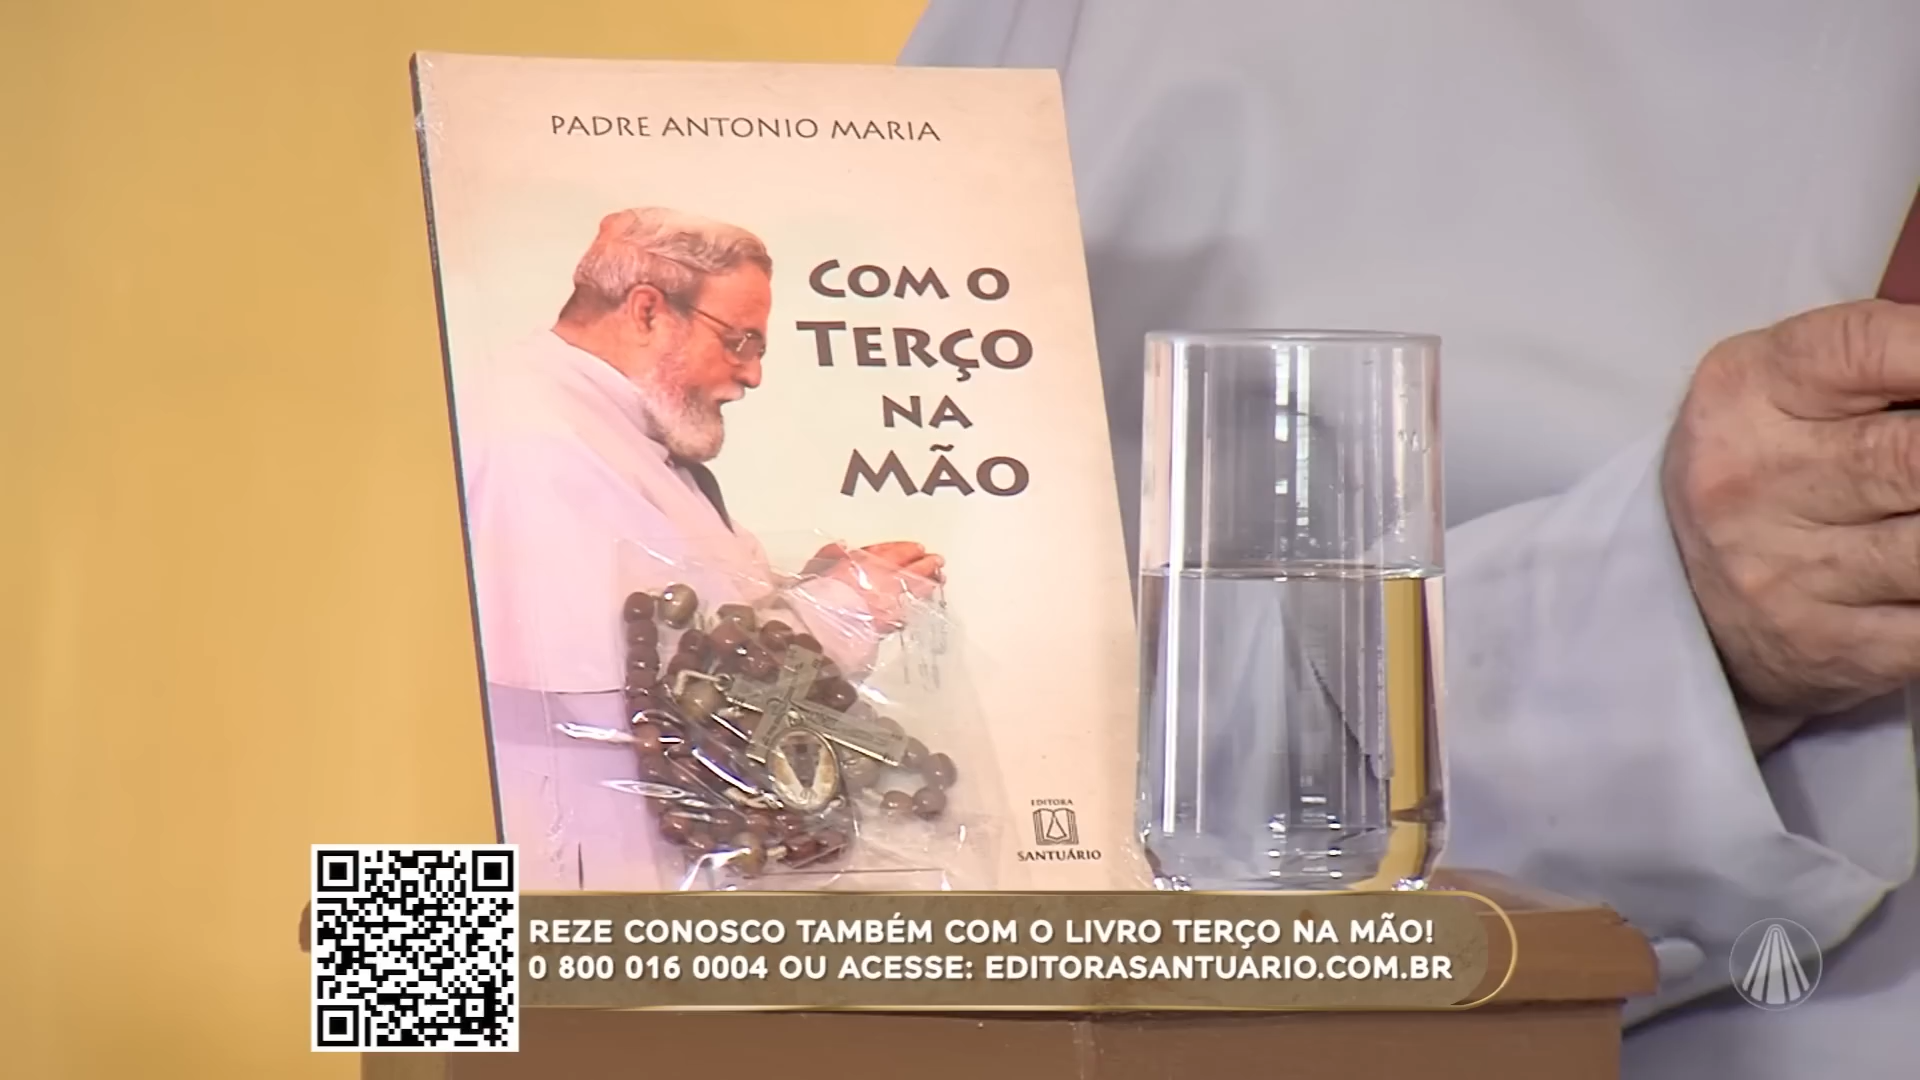 PADRE ANTONIO MARIA
COM O
TERÇO
NA
MÃO
EDITORA
SANTUÁRIO
REZE CONOSCO TAMBÉM COM O LIVRO TERÇO NA MÃO!
0 800 016 0004 OU ACESSE: EDITORASANTUARIO.COM.BR